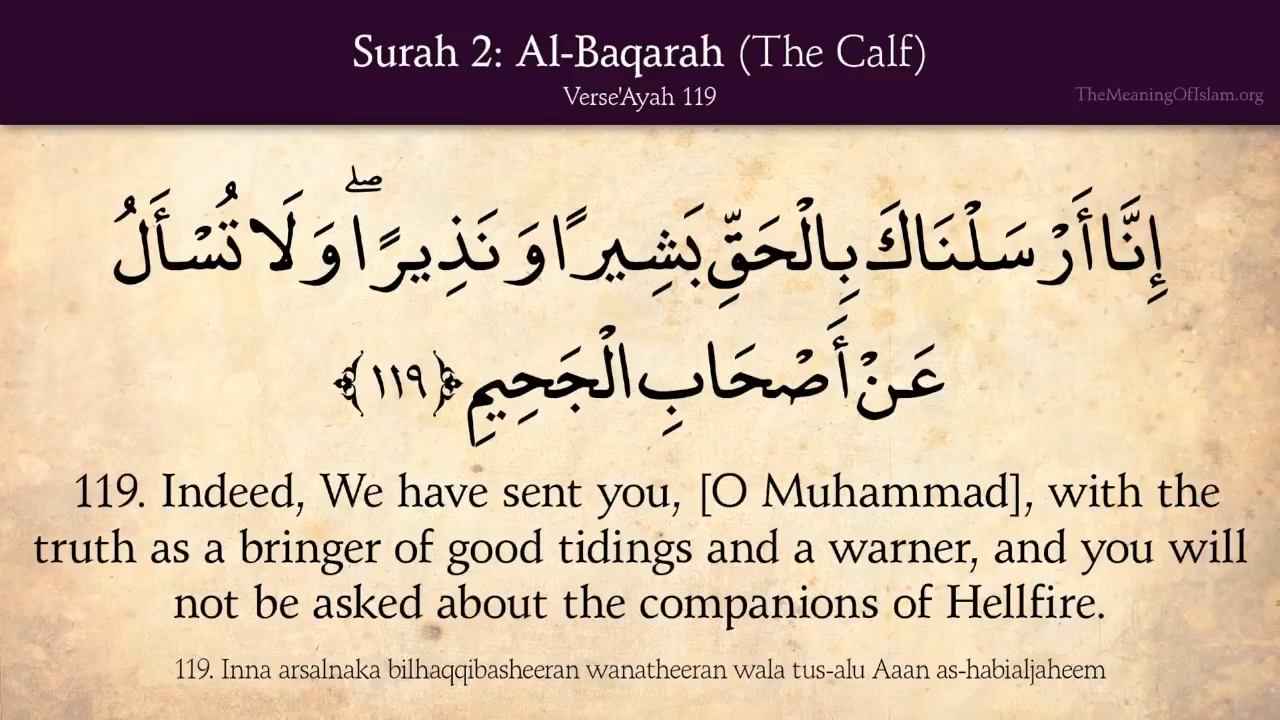 Surah 2: Al-Baqarah (The Calf)
Verse'Ayah 119
TheMeaningOfIslam.org
إِنَّا أَرْسَلْنَاكَ بِالْحَقِّ بَشِيرًا وَنَذِيرًا ۖ وَلَا تُسْأَلُ
عَنْ أَصْحَابِ الْجَحِيمِ ﴿١١٩﴾
119. Indeed, We have sent you, [O Muhammad], with the
truth as a bringer of good tidings and a warner, and you will
not be asked about the companions of Hellfire.
119. Inna arsalnaka bilhaqqibasheeran wanatheeran wala tus-alu Aaan as-habialjaheem